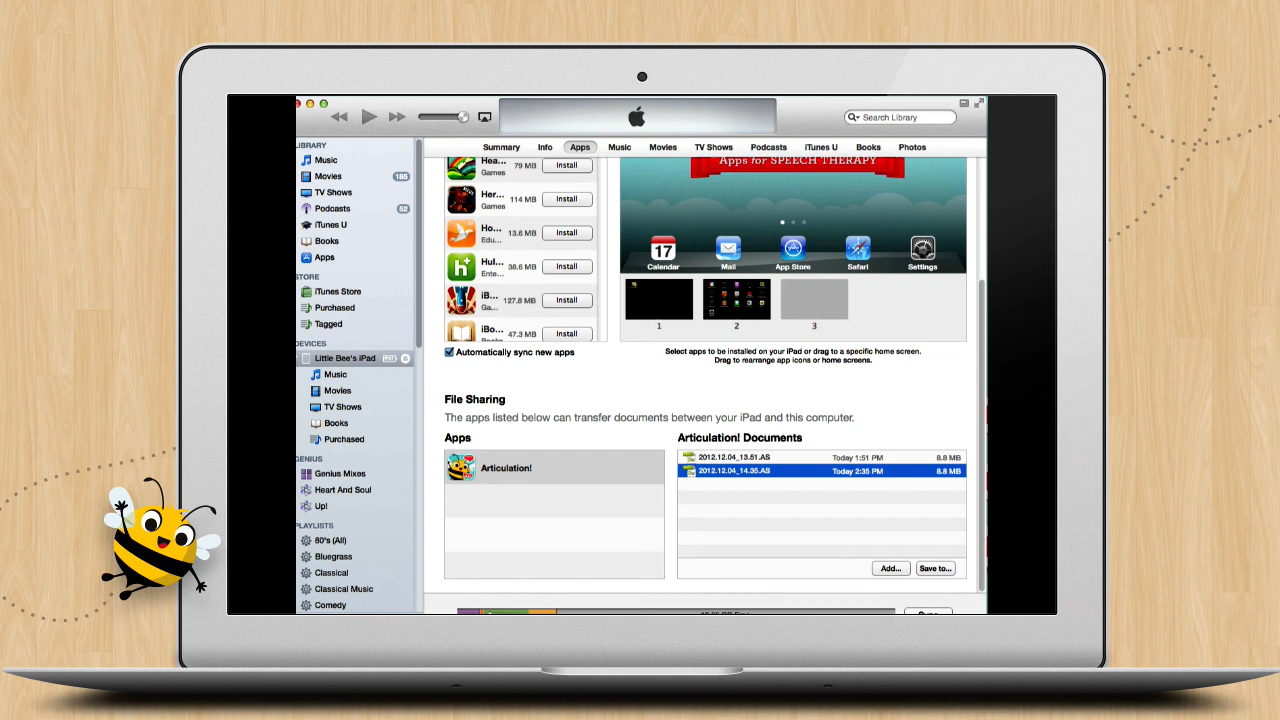 Search Library
Summary Info Apps Music Movies TV Shows Podcasts iTunes U Books Photos
LIBRARY
Music
Movies 185
TV Shows
Podcasts 62
iTunes U
Books
Apps
STORE
iTunes Store
Purchased
Tagged
DEVICES
Little Bee's iPad
Music
Movies
TV Shows
Books
Purchased
GENIUS
Genius Mixes
Heart And Soul
Up!
PLAYLISTS
80's (All)
Bluegrass
Classical
Classical Music
Comedy
Hea... 79 MB Install
Games
Her... 114 MB Install
Games
Ho... 13.6 MB Install
Edu...
Hul... 38.6 MB Install
Ente...
iB... 127.8 MB Install
Ga...
iBo... 47.3 MB Install
Books
Apps for SPEECH THERAPY
17
Calendar Mail App Store Safari Settings
1 2 3
Automatically sync new apps
Select apps to be installed on your iPad or drag to a specific home screen.
Drag to rearrange app icons or home screens.
File Sharing
The apps listed below can transfer documents between your iPad and this computer.
Apps
Articulation!
Articulation! Documents
2012.12.04_13.51.AS Today 1:51 PM 8.8 MB
2012.12.04_14.35.AS Today 2:35 PM 8.8 MB
Add... Save to...